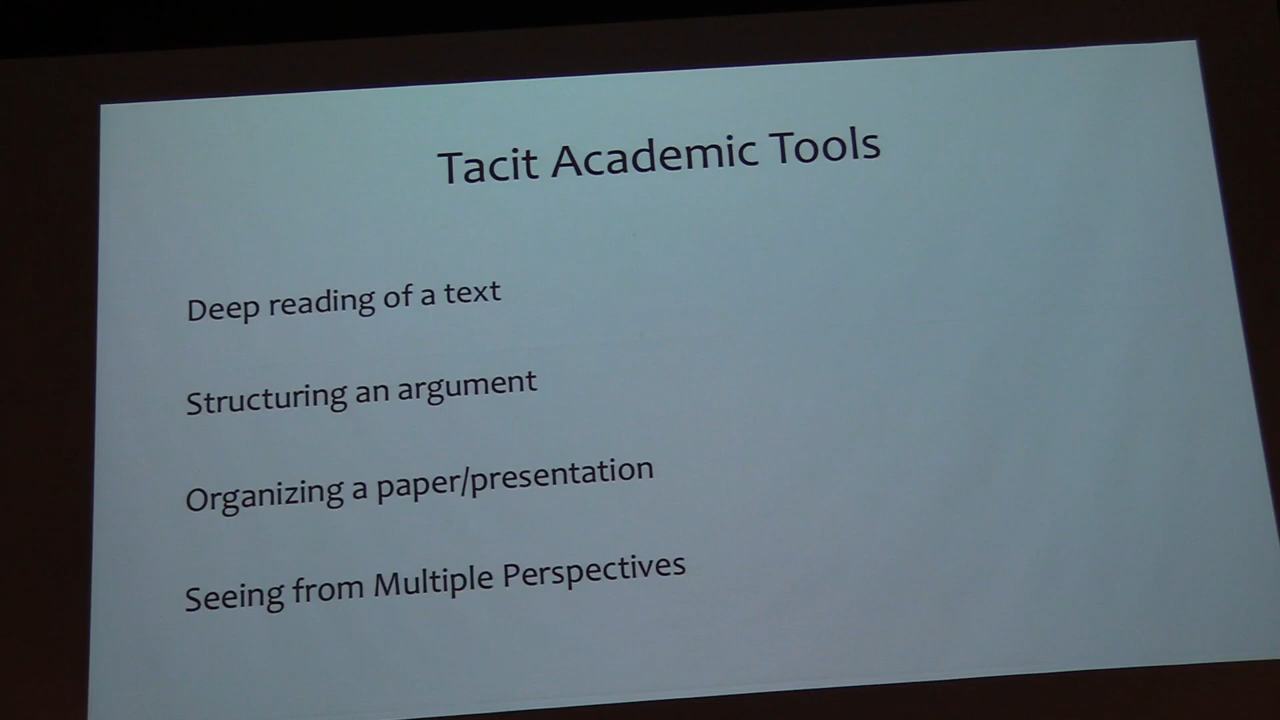 Tacit Academic Tools
Deep reading of a text
Structuring an argument
Organizing a paper/presentation
Seeing from Multiple Perspectives